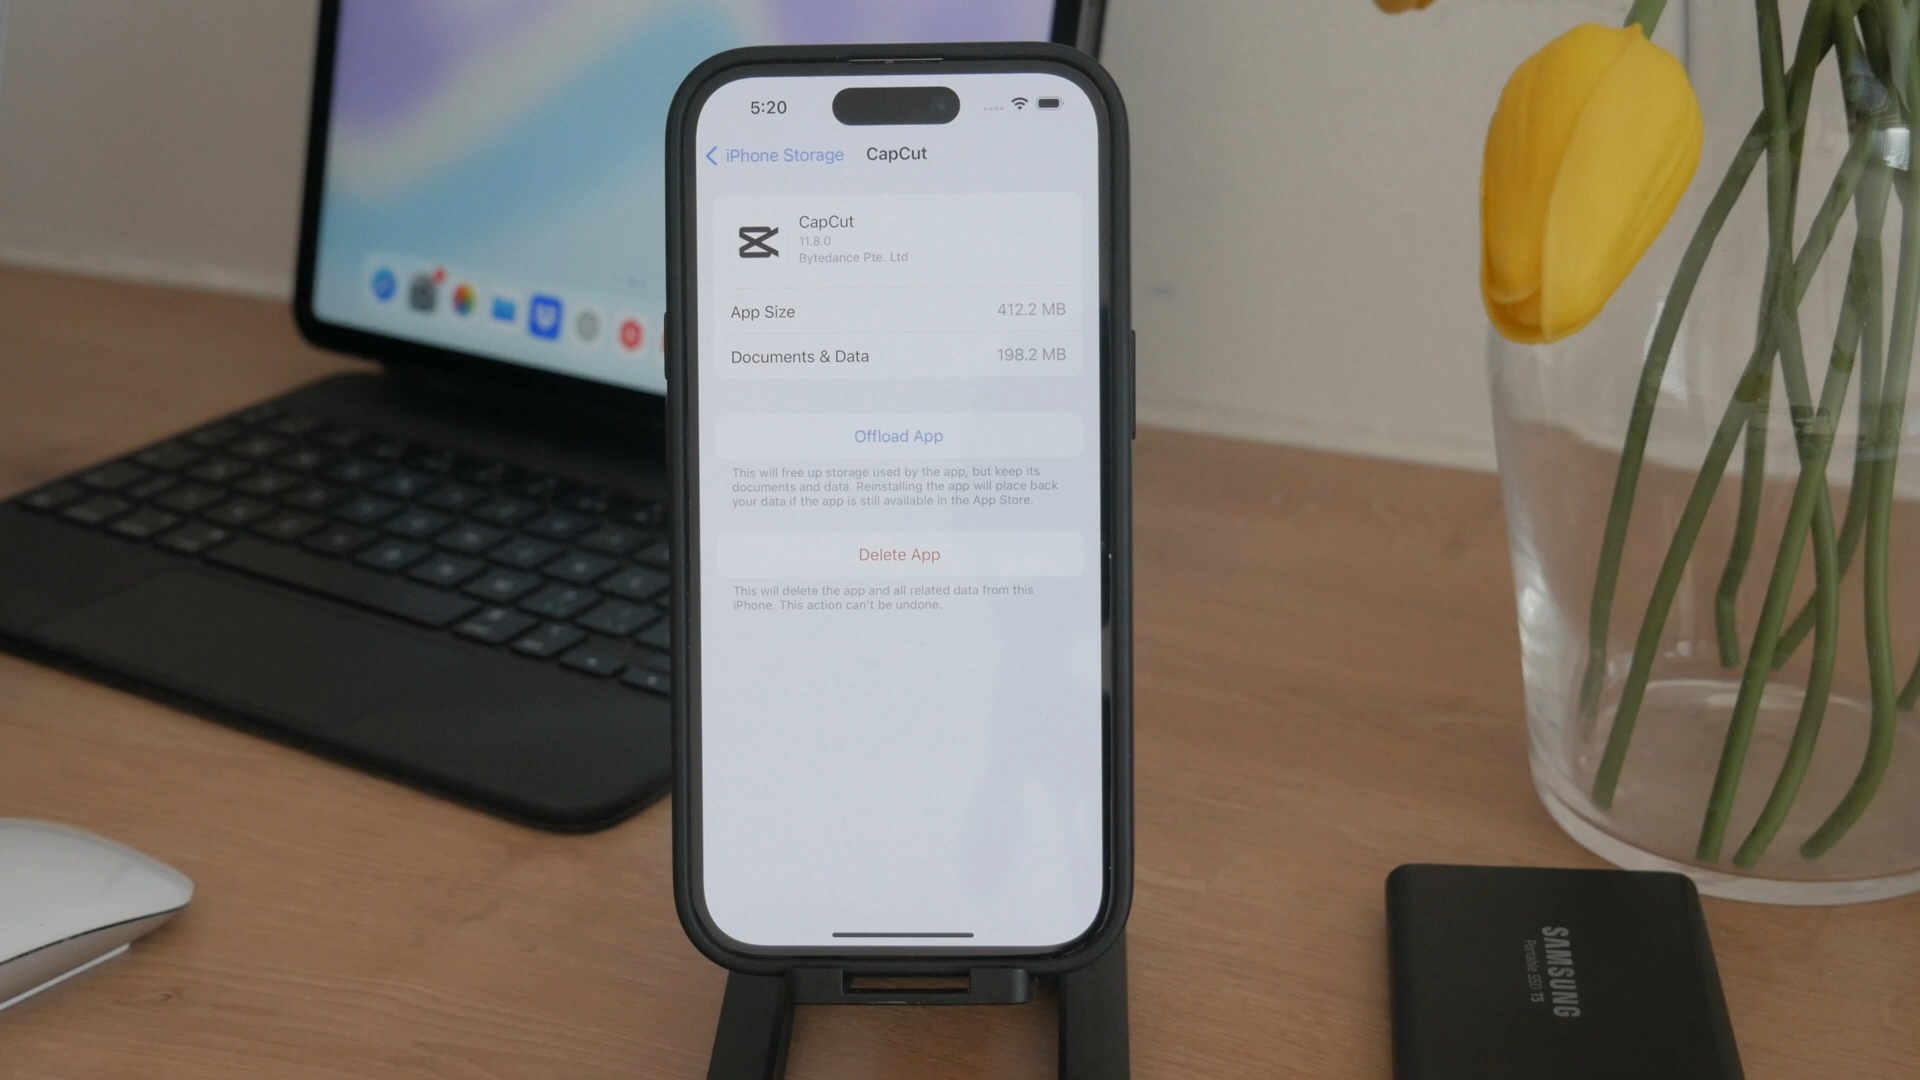 5:20
iPhone Storage CapCut
CapCut
11.8.0
Bytedance Pte. Ltd
App Size 412.2 MB
Documents & Data 198.2 MB
Offload App
This will free up storage used by the app, but keep its
documents and data. Reinstalling the app will place back
your data if the app is still available in the App Store.
Delete App
This will delete the app and all related data from this
iPhone. This action can't be undone.
SAMSUNG
Portable SSD T5